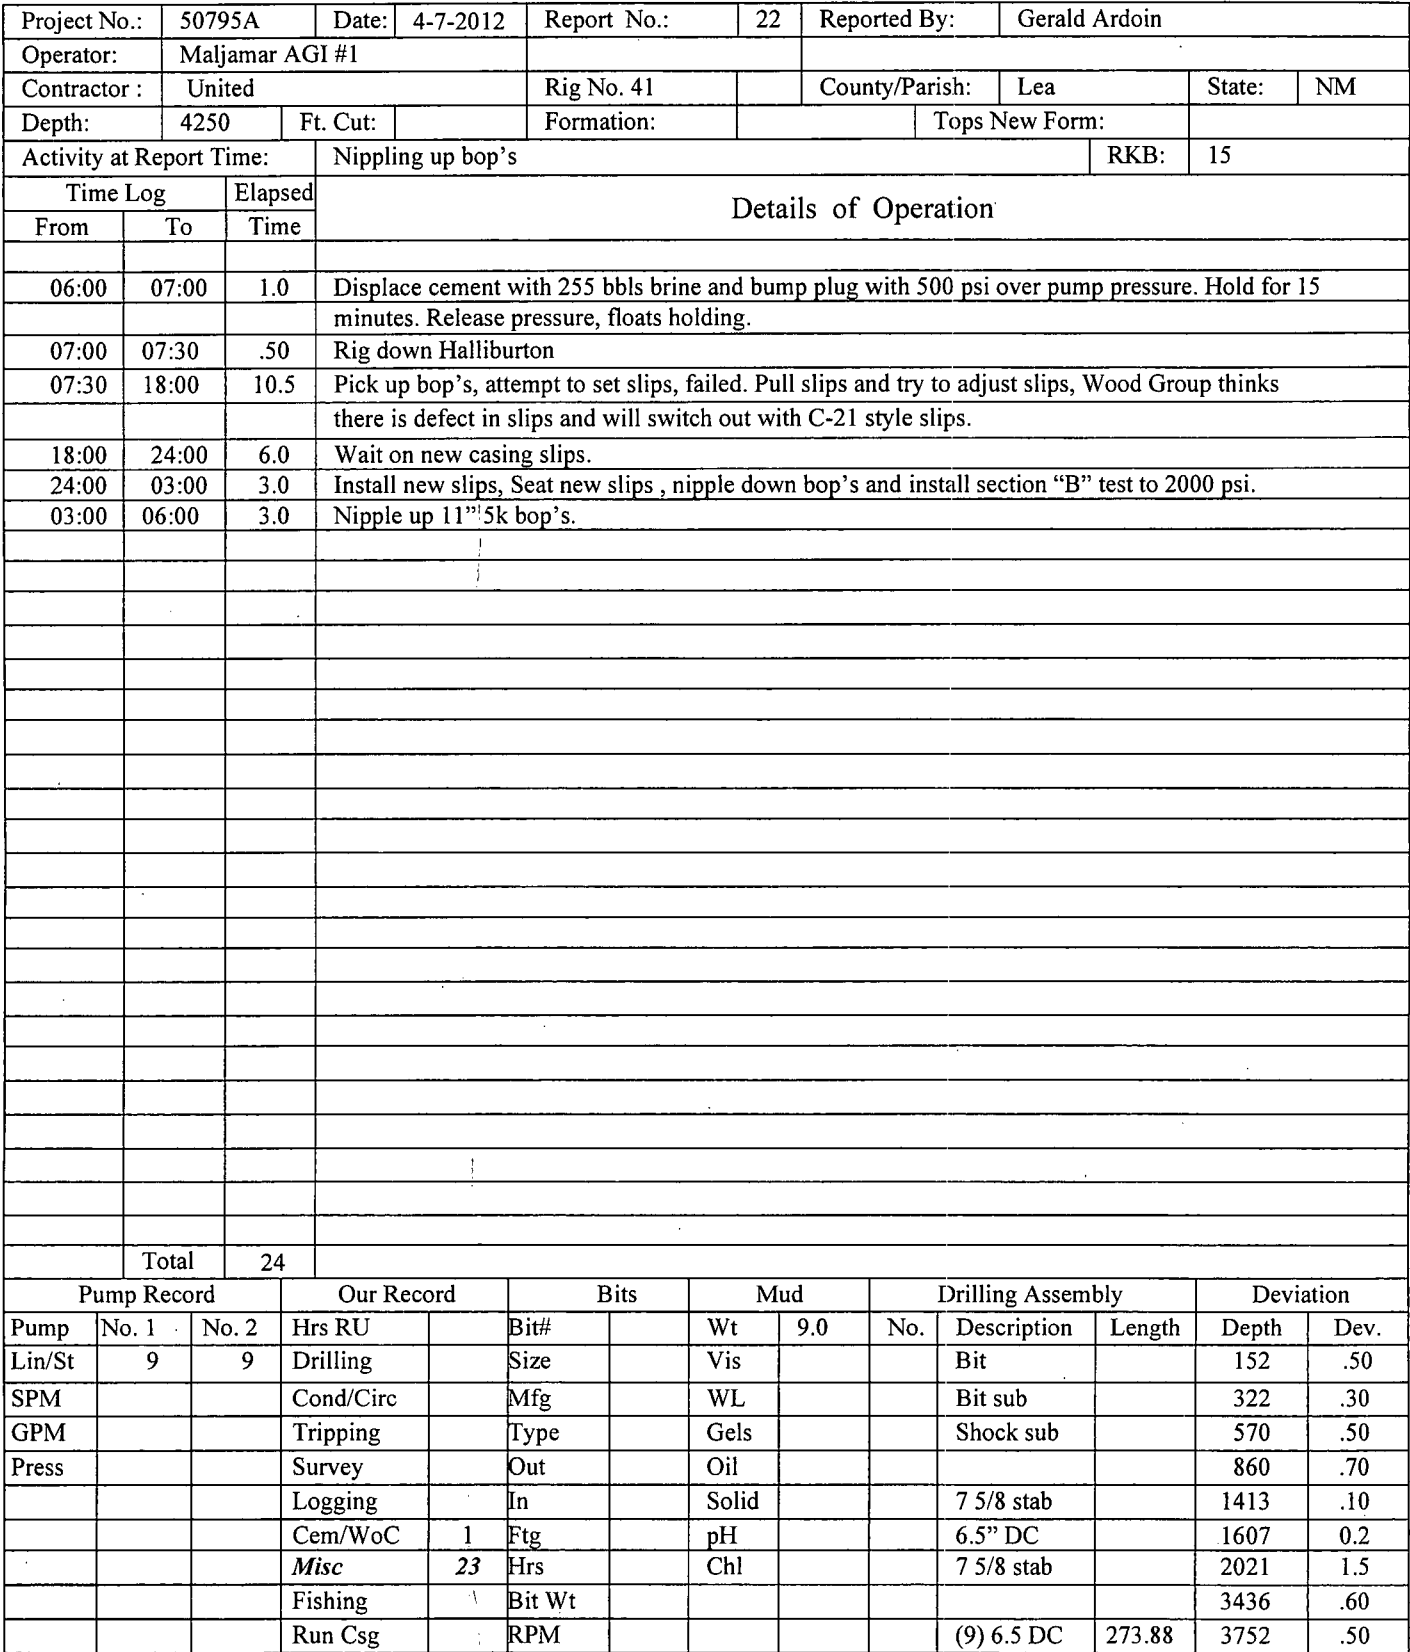 Project No.: 50795A Date: 4-7-2012 Report No.: 22 Reported By: Gerald Ardoin
Operator: Maljamar AGI #1
Contractor : United Rig No. 41 County/Parish: Lea State: NM
Depth: 4250 Ft. Cut: Formation: Tops New Form:
Activity at Report Time: Nippling up bop's RKB: 15
Time Log Elapsed Details of Operation
From To Time
06:00 07:00 1.0 Displace cement with 255 bbls brine and bump plug with 500 psi over pump pressure. Hold for 15
minutes. Release pressure, floats holding.
07:00 07:30 .50 Rig down Halliburton
07:30 18:00 10.5 Pick up bop's, attempt to set slips, failed. Pull slips and try to adjust slips, Wood Group thinks
there is defect in slips and will switch out with C-21 style slips.
18:00 24:00 6.0 Wait on new casing slips.
24:00 03:00 3.0 Install new slips, Seat new slips , nipple down bop's and install section “B” test to 2000 psi.
03:00 06:00 3.0 Nipple up 11” 5k bop's.
Total 24
Pump Record Our Record Bits Mud Drilling Assembly Deviation
Pump No. 1 No. 2 Hrs RU Bit# Wt 9.0 No. Description Length Depth Dev.
Lin/St 9 9 Drilling Size Vis Bit 152 .50
SPM Cond/Circ Mfg WL Bit sub 322 .30
GPM Tripping Type Gels Shock sub 570 .50
Press Survey Out Oil 860 .70
Logging In Solid 7 5/8 stab 1413 .10
Cem/WoC 1 Ftg pH 6.5” DC 1607 0.2
Misc 23 Hrs Chl 7 5/8 stab 2021 1.5
Fishing Bit Wt 3436 .60
Run Csg RPM (9) 6.5 DC 273.88 3752 .50